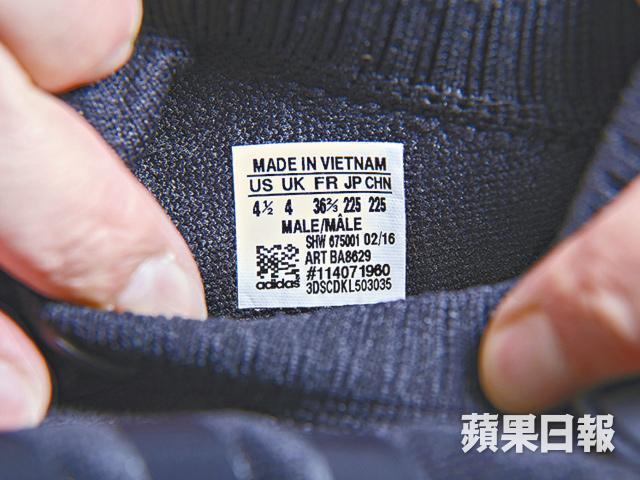 MADE IN VIETNAM
US UK FR JP CHN
4½ 4 36⅔ 225 225
MALE/MÂLE
SHW 675001 02/16
ART BA8629
#114071960
adidas 3DSCDKL503035
蘋果日報